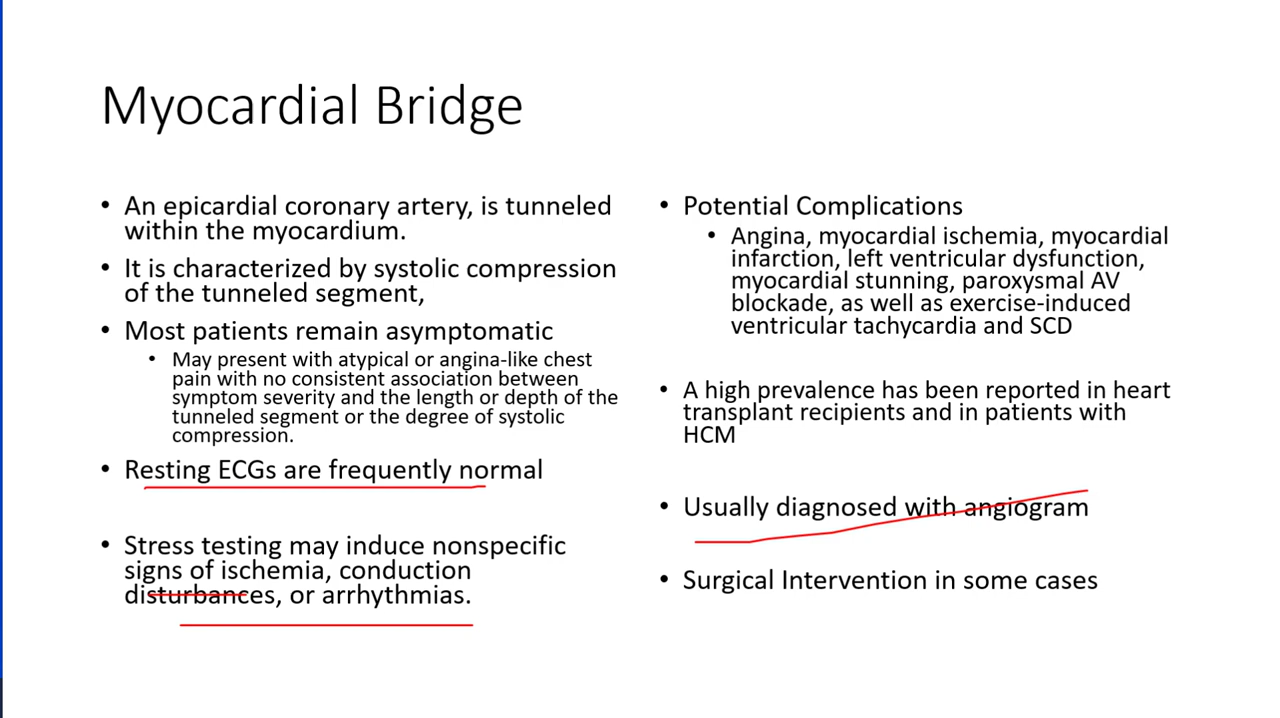 Myocardial Bridge
• An epicardial coronary artery, is tunneled
within the myocardium.
• It is characterized by systolic compression
of the tunneled segment,
• Most patients remain asymptomatic
• May present with atypical or angina-like chest
pain with no consistent association between
symptom severity and the length or depth of the
tunneled segment or the degree of systolic
compression.
• Resting ECGs are frequently normal
• Stress testing may induce nonspecific
signs of ischemia, conduction
disturbances, or arrhythmias.
• Potential Complications
• Angina, myocardial ischemia, myocardial
infarction, left ventricular dysfunction,
myocardial stunning, paroxysmal AV
blockade, as well as exercise-induced
ventricular tachycardia and SCD
• A high prevalence has been reported in heart
transplant recipients and in patients with
HCM
• Usually diagnosed with angiogram
• Surgical Intervention in some cases